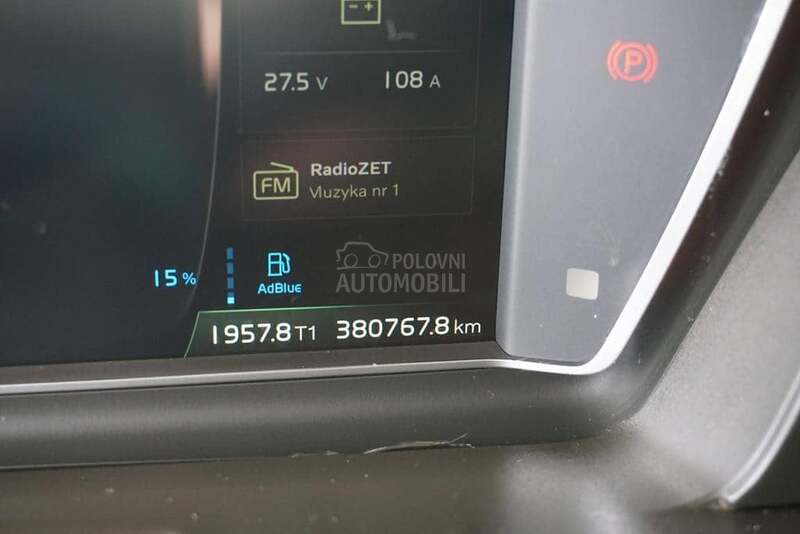 27.5 V 108 A
P
RadioZET
FM
Muzyka nr 1
15%
AdBlue
POLOVNI
AUTOMOBILI
1957.8 T1 380767.8 km